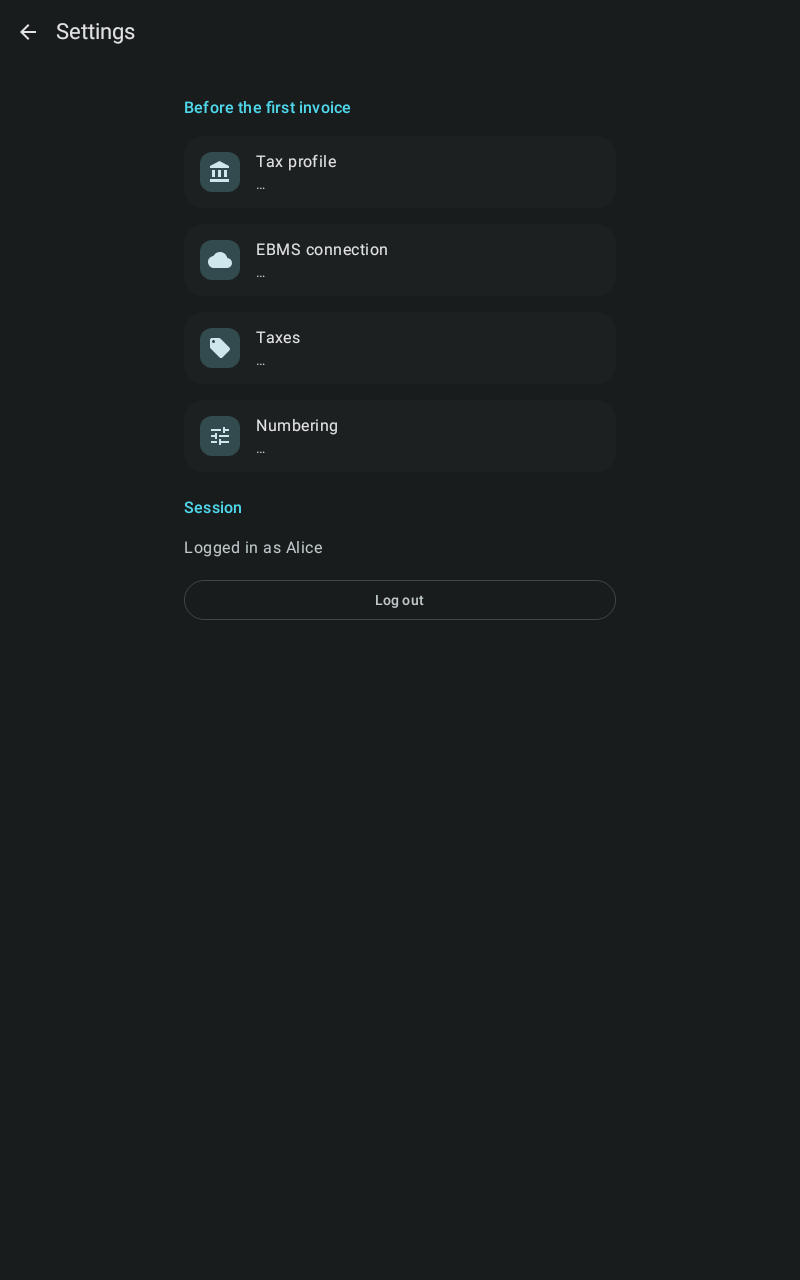 Settings
Before the first invoice
Tax profile
…
EBMS connection
…
Taxes
…
Numbering
…
Session
Logged in as Alice
Log out